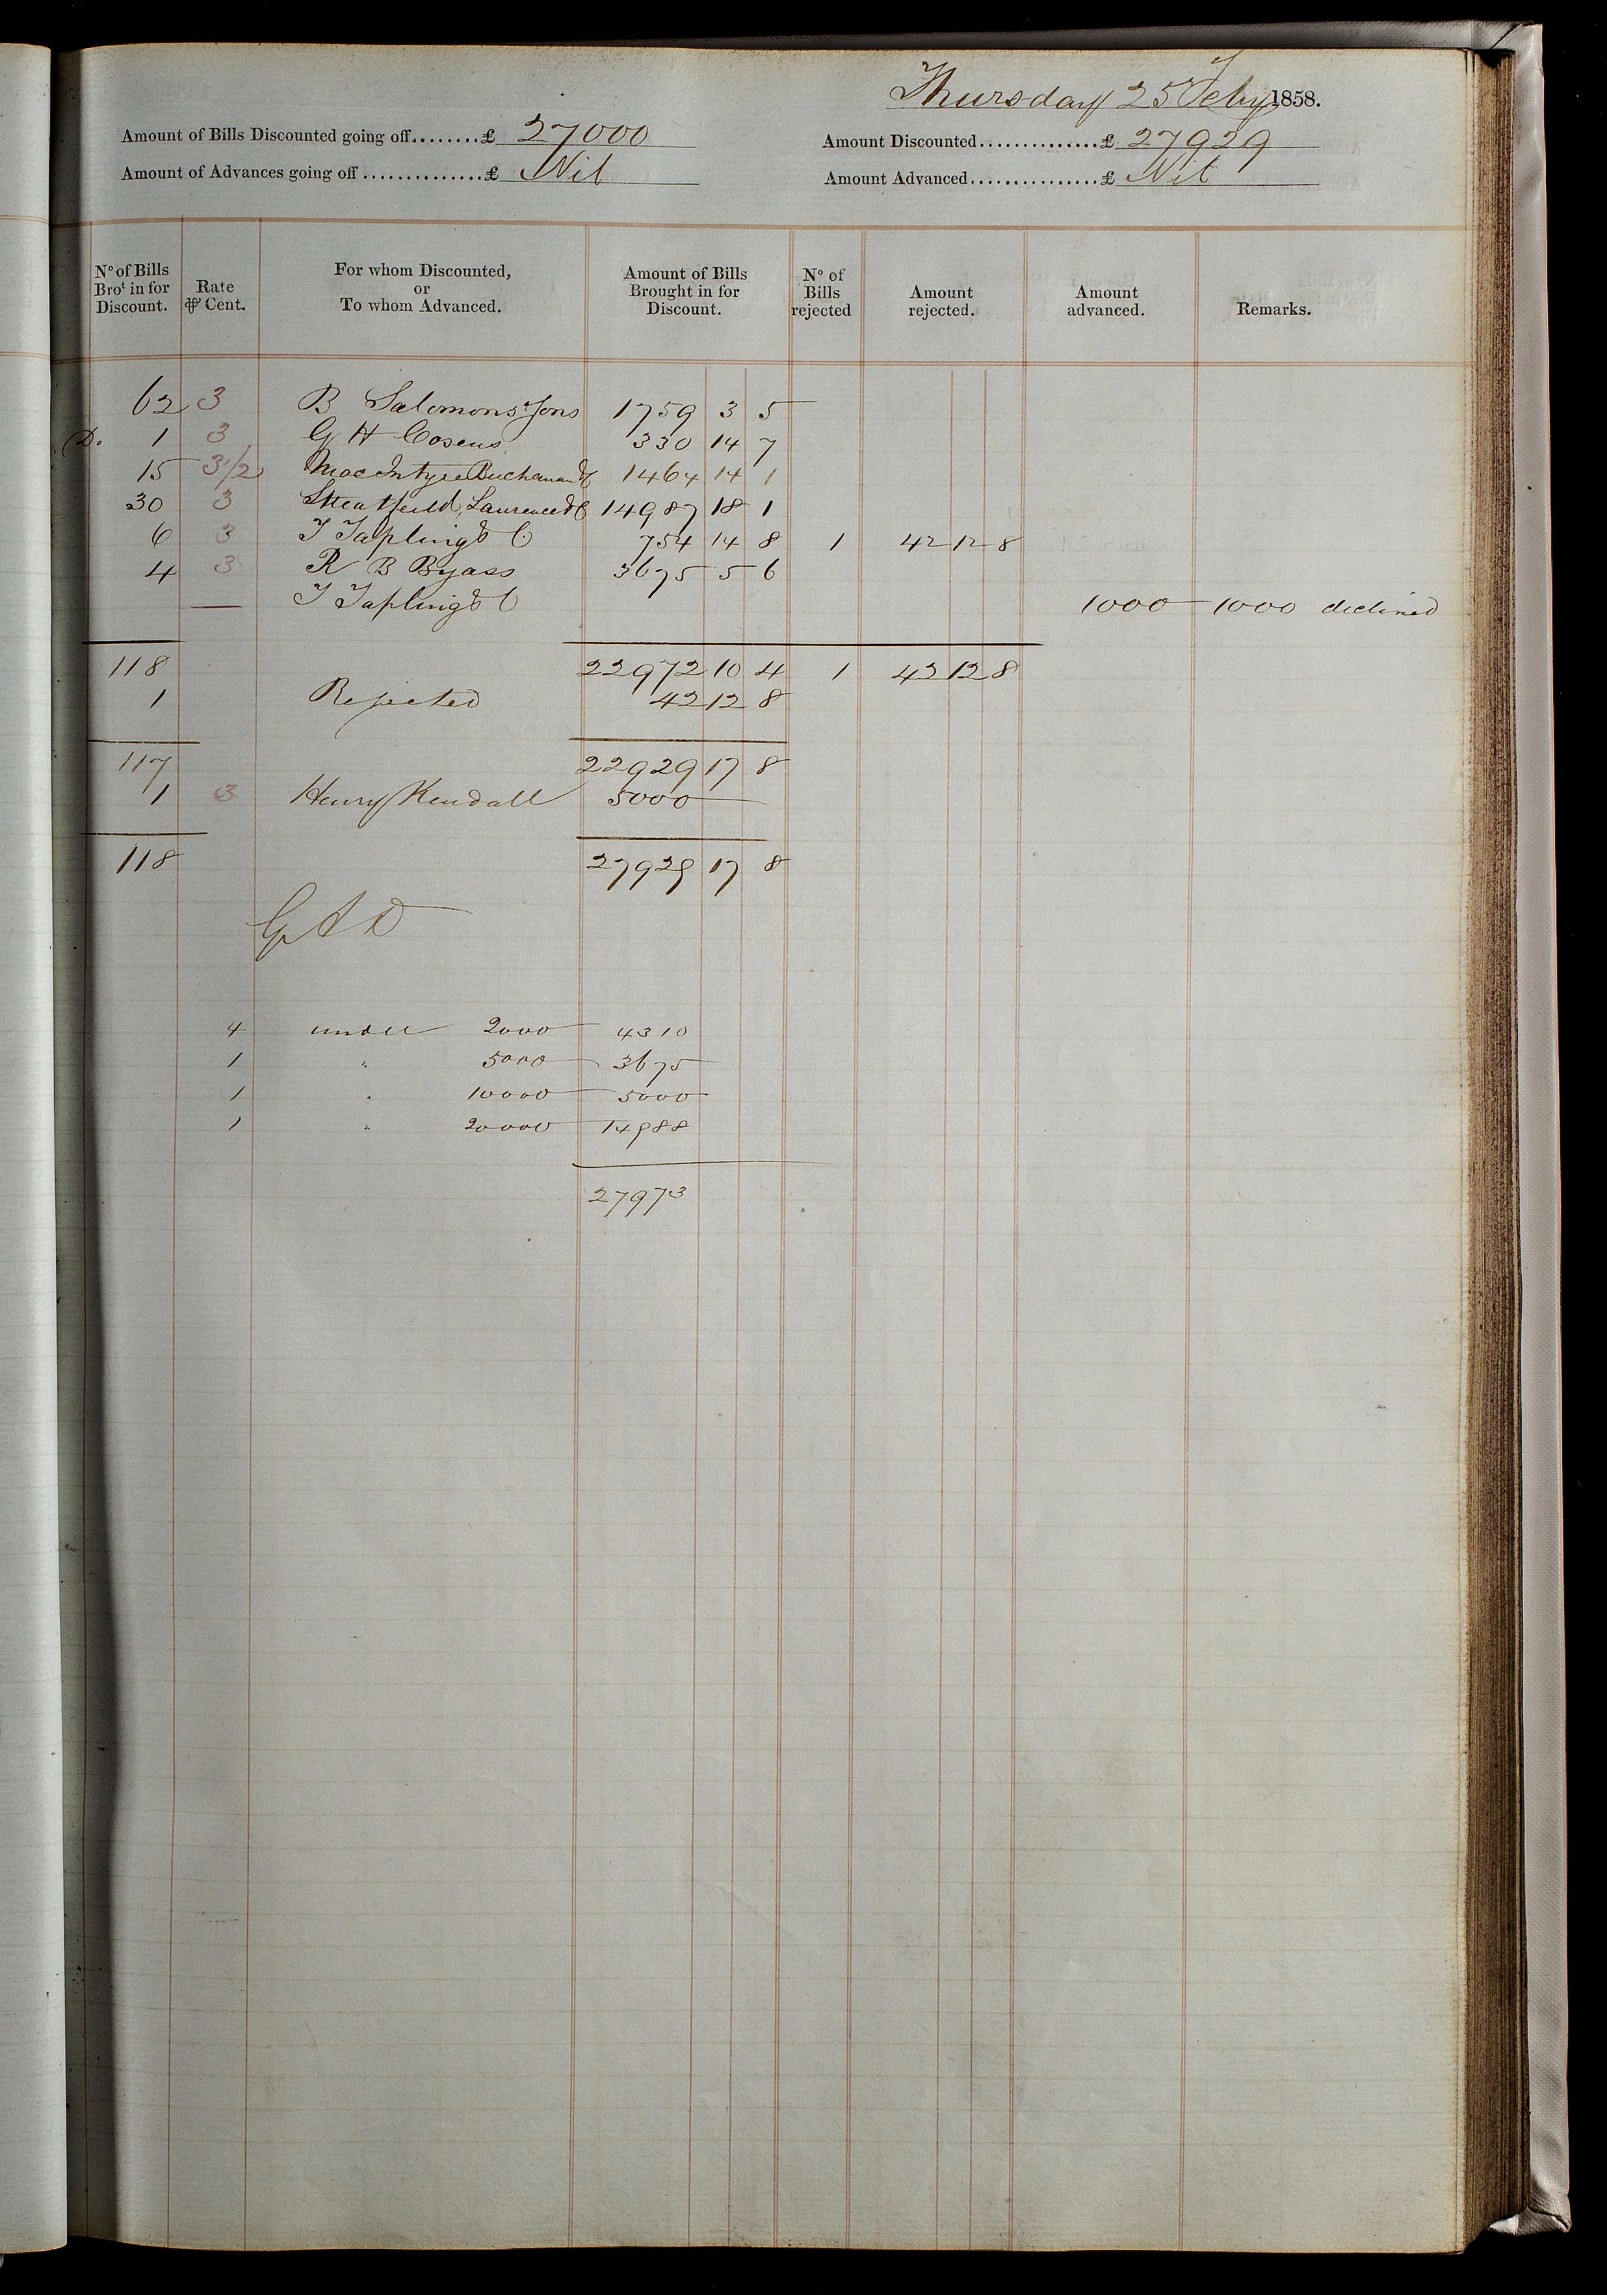 Thursday 25 Feby 1858.
Amount of Bills Discounted going off........£ 27000 Amount Discounted...............£ 27929
Amount of Advances going off...............£ Nil Amount Advanced................£ Nil
No of Bills Brot in for Discount. Rate ⅌ Cent. For whom Discounted, or To whom Advanced. Amount of Bills Brought in for Discount. No of Bills rejected Amount rejected. Amount advanced. Remarks.
62 3 B Salomons & Sons 1759 3 5
D. 1 3 G H Cosens 330 14 7
15 3 1/2 MacIntyre Buchanan & C 1464 14 1
30 3 Streatfeild, Laurence & C 14987 18 1
6 3 T Tapling & C 754 14 8 1 42 12 8
4 3 R B Byass 3675 5 6
— T Tapling & C 1000 1000 declined
118 22972 10 4 1 42 12 8
1 Rejected 42 12 8
117 22929 17 8
1 3 Henry Kendall 5000
118 27929 17 8
G A D
4 under 2000 4310
1 " 5000 3675
1 " 10000 5000
1 " 20000 14988
27973